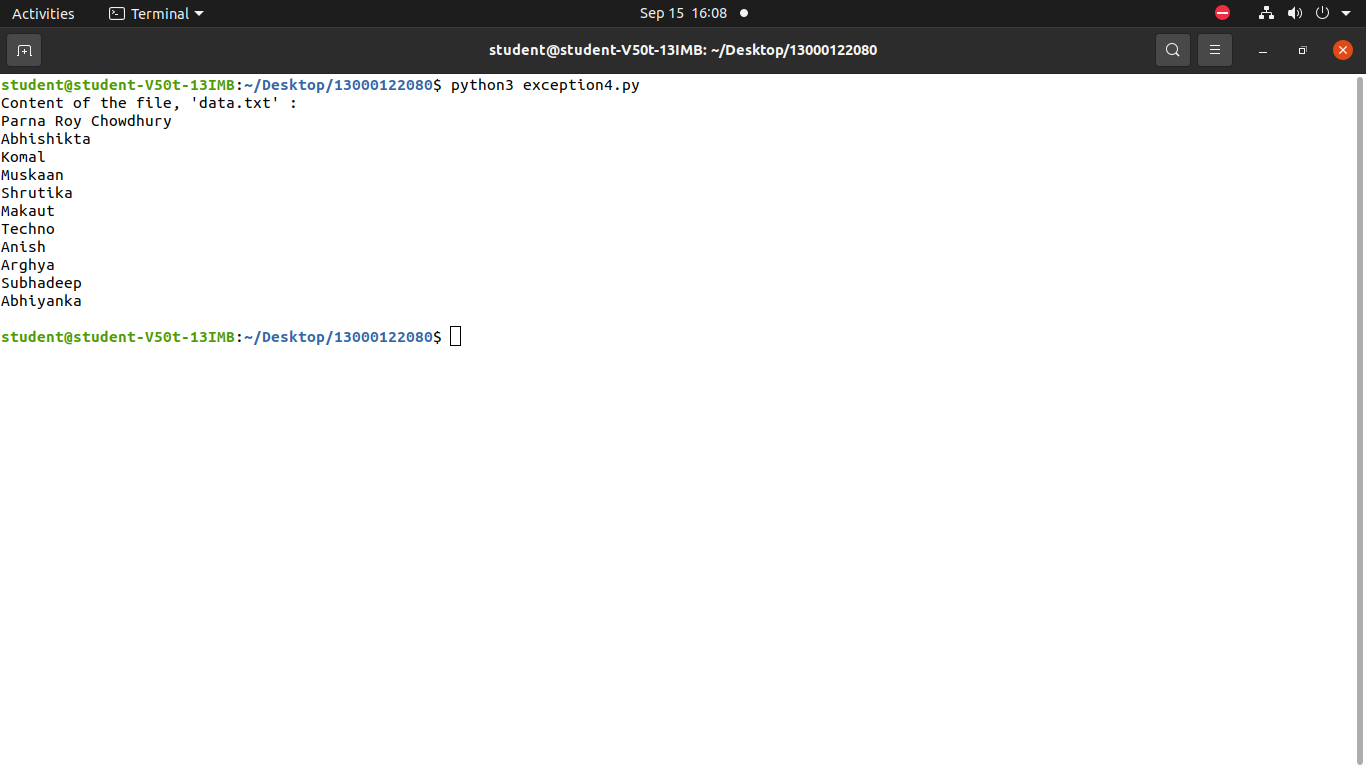 Activities Terminal Sep 15 16:08
student@student-V50t-13IMB: ~/Desktop/13000122080
student@student-V50t-13IMB:~/Desktop/13000122080$ python3 exception4.py
Content of the file, 'data.txt' :
Parna Roy Chowdhury
Abhishikta
Komal
Muskaan
Shrutika
Makaut
Techno
Anish
Arghya
Subhadeep
Abhiyanka
student@student-V50t-13IMB:~/Desktop/13000122080$